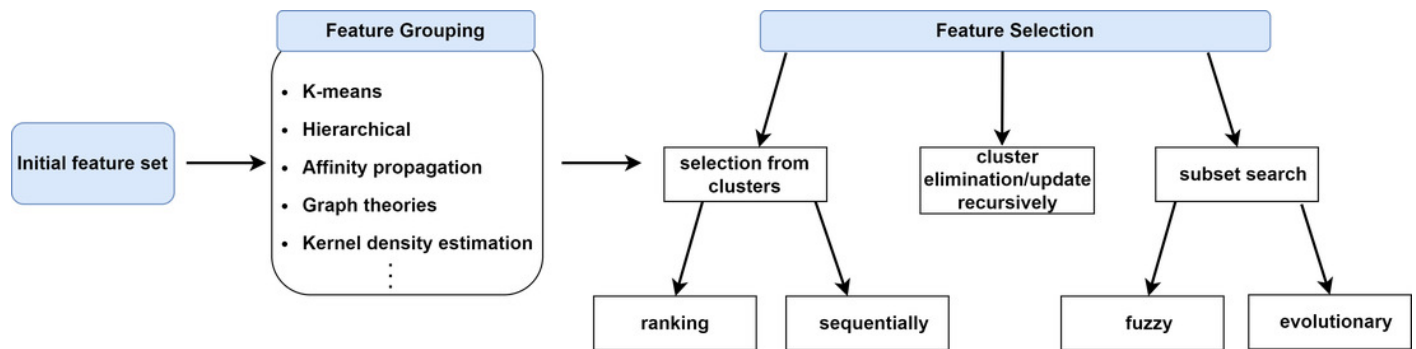 Initial feature set
Feature Grouping
• K-means
• Hierarchical
• Affinity propagation
• Graph theories
• Kernel density estimation
⋮
Feature Selection
selection from
clusters
cluster
elimination/update
recursively
subset search
ranking
sequentially
fuzzy
evolutionary